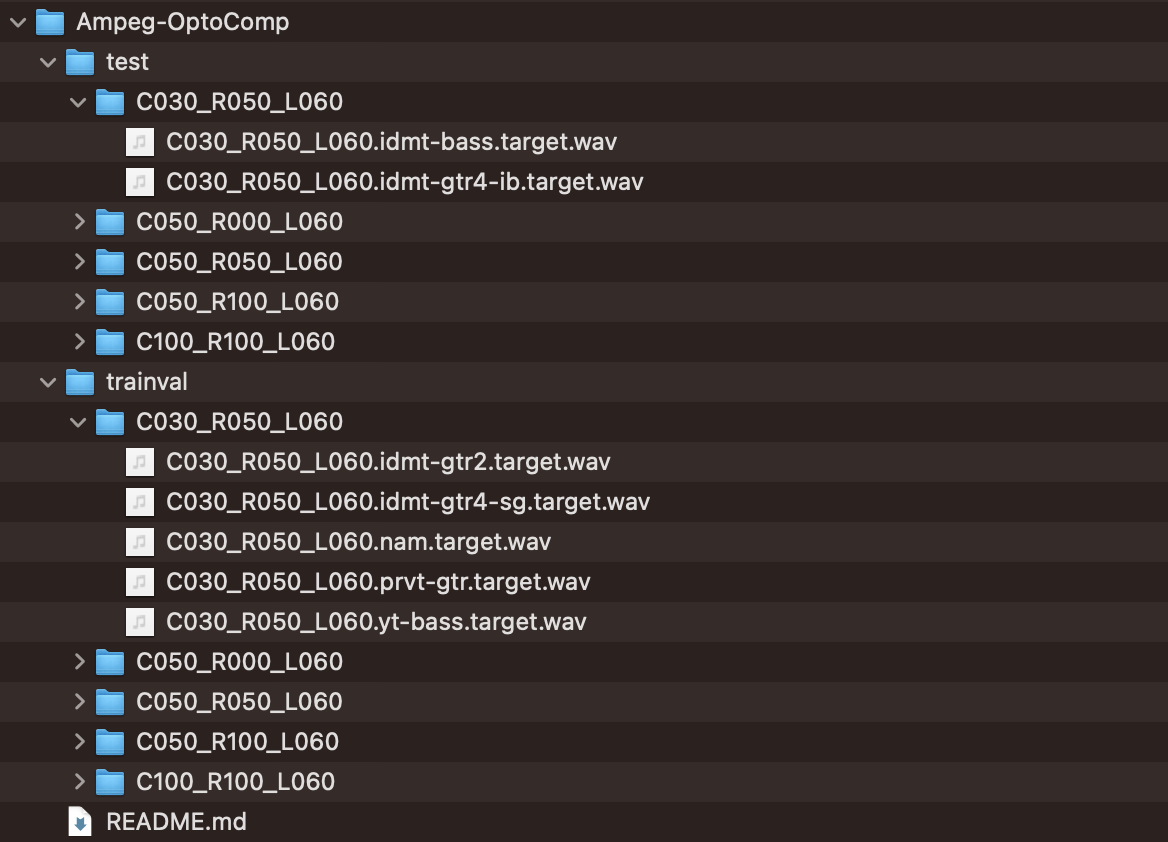 Ampeg-OptoComp
test
C030_R050_L060
C030_R050_L060.idmt-bass.target.wav
C030_R050_L060.idmt-gtr4-ib.target.wav
C050_R000_L060
C050_R050_L060
C050_R100_L060
C100_R100_L060
trainval
C030_R050_L060
C030_R050_L060.idmt-gtr2.target.wav
C030_R050_L060.idmt-gtr4-sg.target.wav
C030_R050_L060.nam.target.wav
C030_R050_L060.prvt-gtr.target.wav
C030_R050_L060.yt-bass.target.wav
C050_R000_L060
C050_R050_L060
C050_R100_L060
C100_R100_L060
README.md